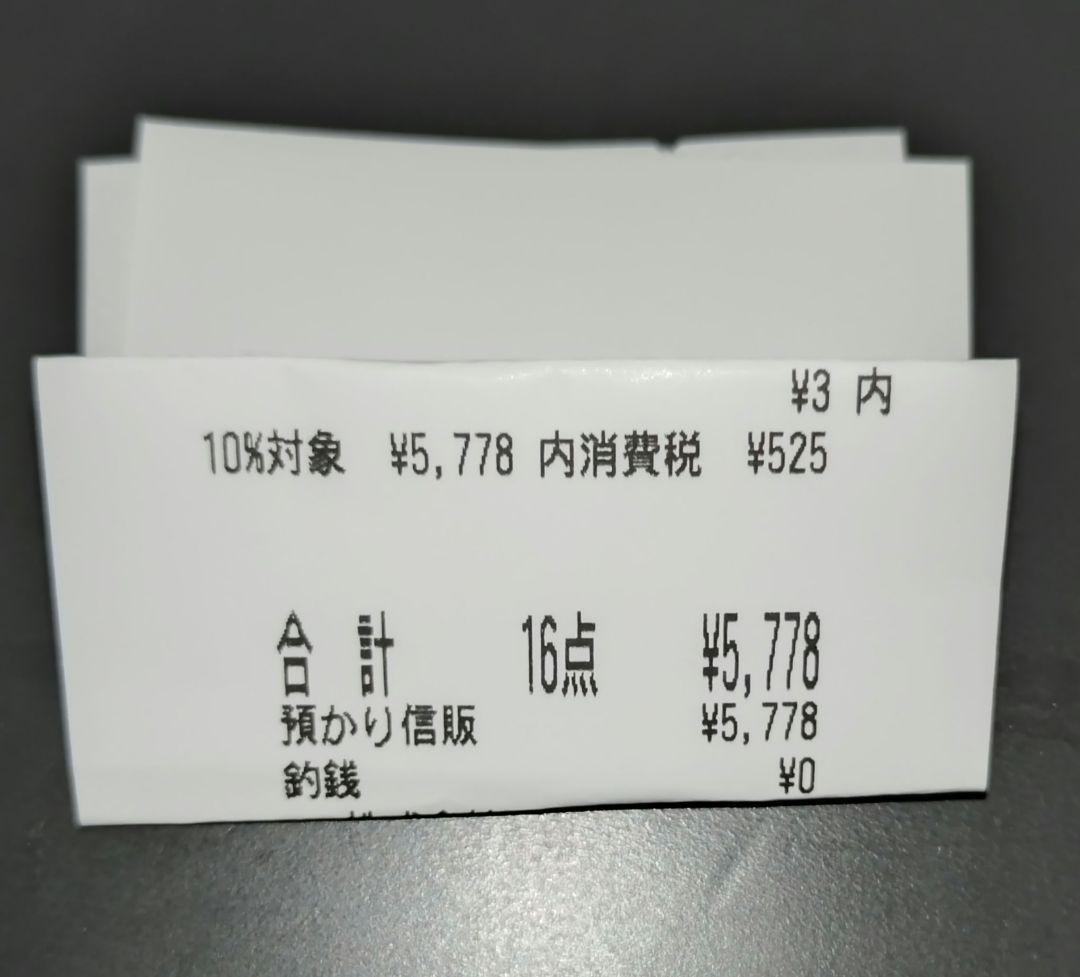 ¥3 内
10%対象 ¥5,778 内消費税 ¥525
合計 16点 ¥5,778
預かり信販 ¥5,778
釣銭 ¥0